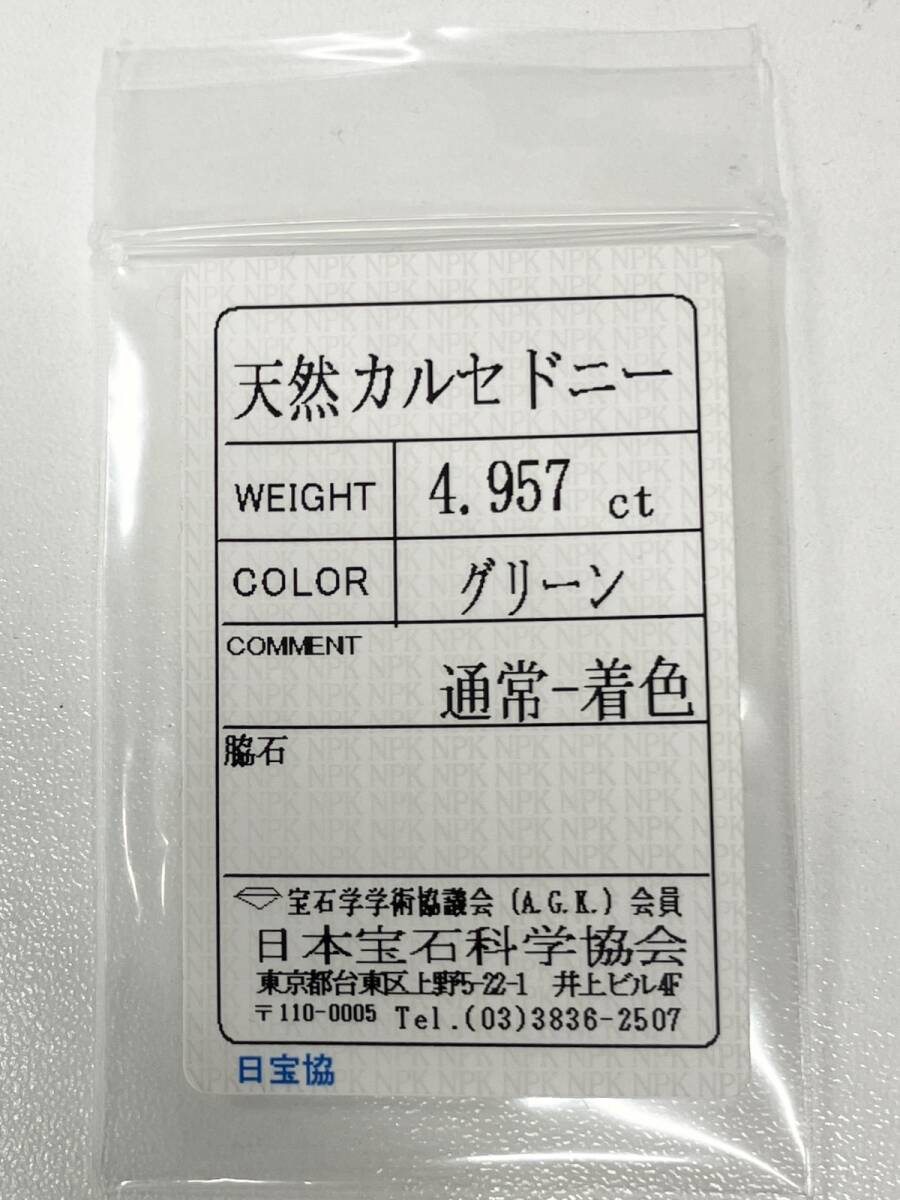 天然カルセドニー
WEIGHT 4.957 ct
COLOR グリーン
COMMENT
通常-着色
脇石
宝石学学術協議会(A.G.K.)会員
日本宝石科学協会
東京都台東区上野5-22-1 井上ビル4F
〒110-0005 Tel.(03)3836-2507
日宝協